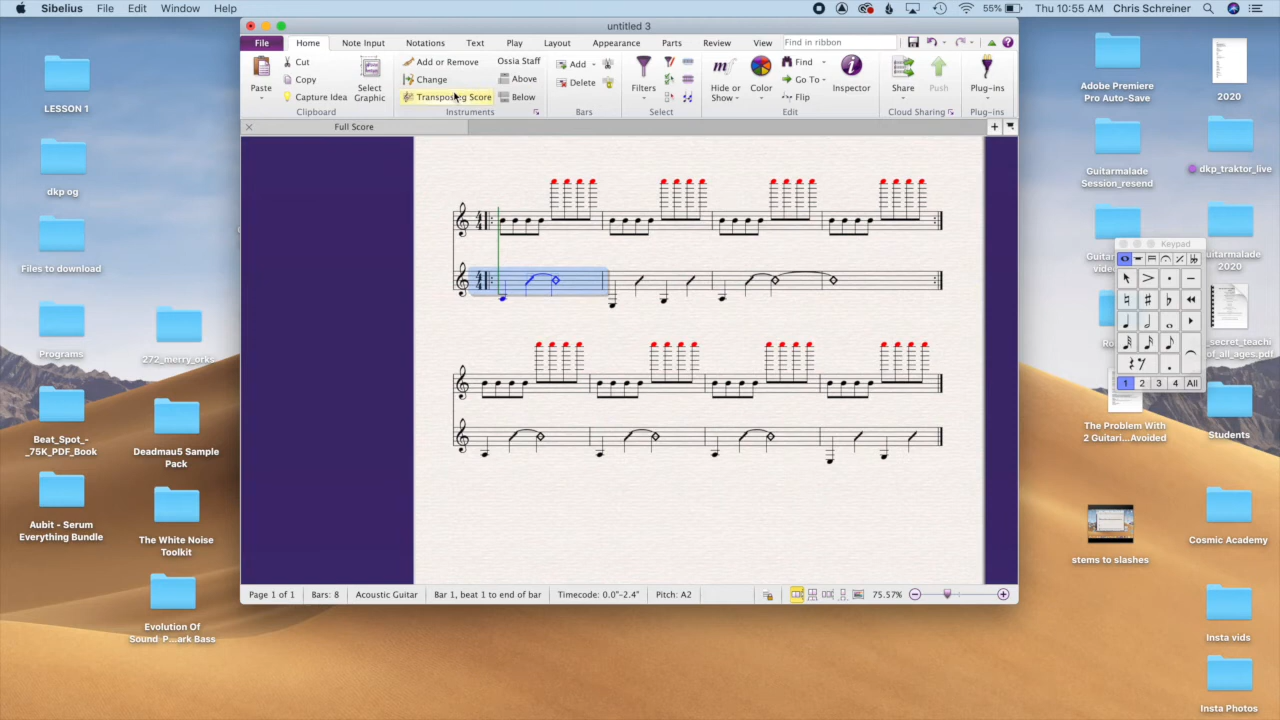 Sibelius File Edit Window Help 55% Thu 10:55 AM Chris Schreiner
untitled 3
File Home Note Input Notations Text Play Layout Appearance Parts Review View Find in ribbon
Paste Cut Copy Capture Idea Select Graphic Add or Remove Change Transposing Score Ossia Staff Above Below Add Delete Filters Hide or Show Color Find Go To Flip Inspector Share Push Plug-ins
Clipboard Instruments Bars Select Edit Cloud Sharing Plug-ins
Full Score
LESSON 1
dkp og
Files to download
Programs
272_merry_orks
Beat_Spot_-
_75K_PDF_Book
Deadmau5 Sample
Pack
Aubit - Serum
Everything Bundle
The White Noise
Toolkit
Evolution Of
Sound P...ark Bass
Page 1 of 1 Bars: 8 Acoustic Guitar Bar 1, beat 1 to end of bar Timecode: 0.0"-2.4" Pitch: A2 75.57%
Keypad
1 2 3 4 All
Adobe Premiere
Pro Auto-Save
2020
Guitarmalade
Session_resend
dkp_traktor_live
uitarmalade
2020
_secret_teachi
of_all_ages.pdf
The Problem With
2 Guitari...Avoided
Students
stems to slashes
Cosmic Academy
Insta vids
Insta Photos